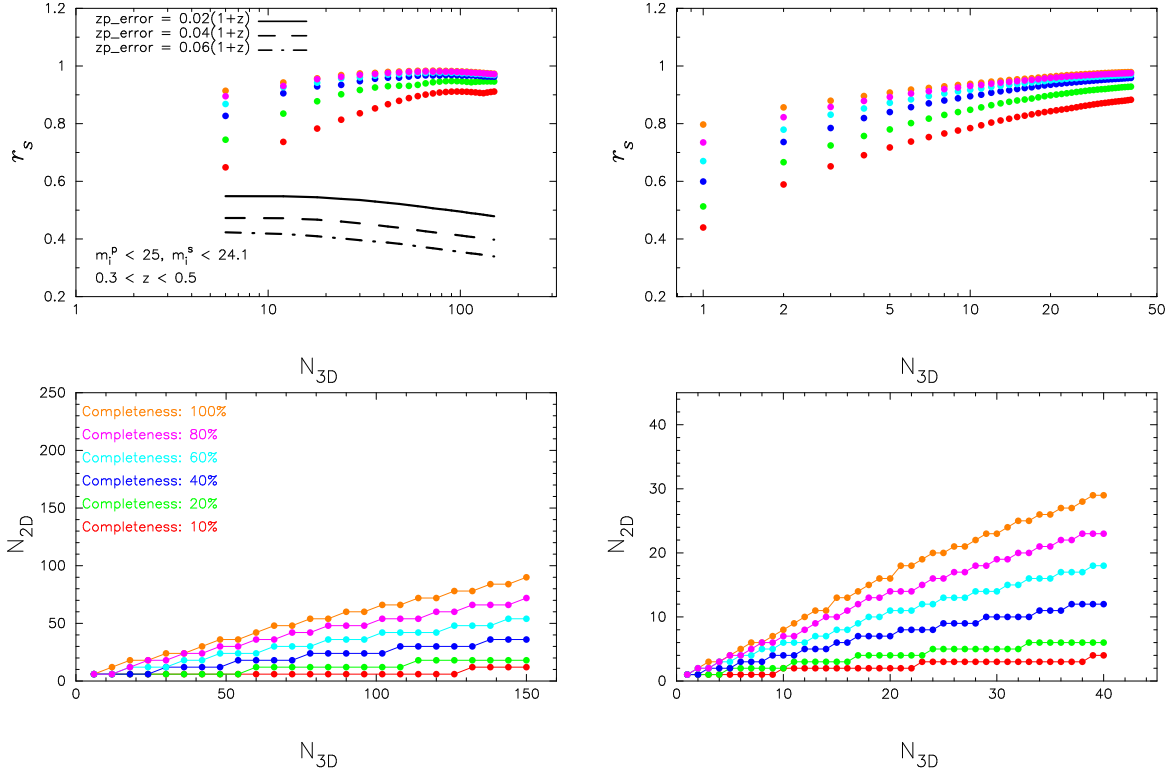 1.2
1
0.8
0.6
0.4
0.2
r_s
zp_error = 0.02(1+z)
zp_error = 0.04(1+z)
zp_error = 0.06(1+z)
m_i^p < 25, m_i^s < 24.1
0.3 < z < 0.5
1 10 100
N_3D
1.2
1
0.8
0.6
0.4
0.2
r_s
1 2 5 10 20 50
N_3D
250
200
150
100
50
0
N_2D
Completeness: 100%
Completeness: 80%
Completeness: 60%
Completeness: 40%
Completeness: 20%
Completeness: 10%
0 50 100 150
N_3D
40
30
20
10
0
N_2D
0 10 20 30 40
N_3D